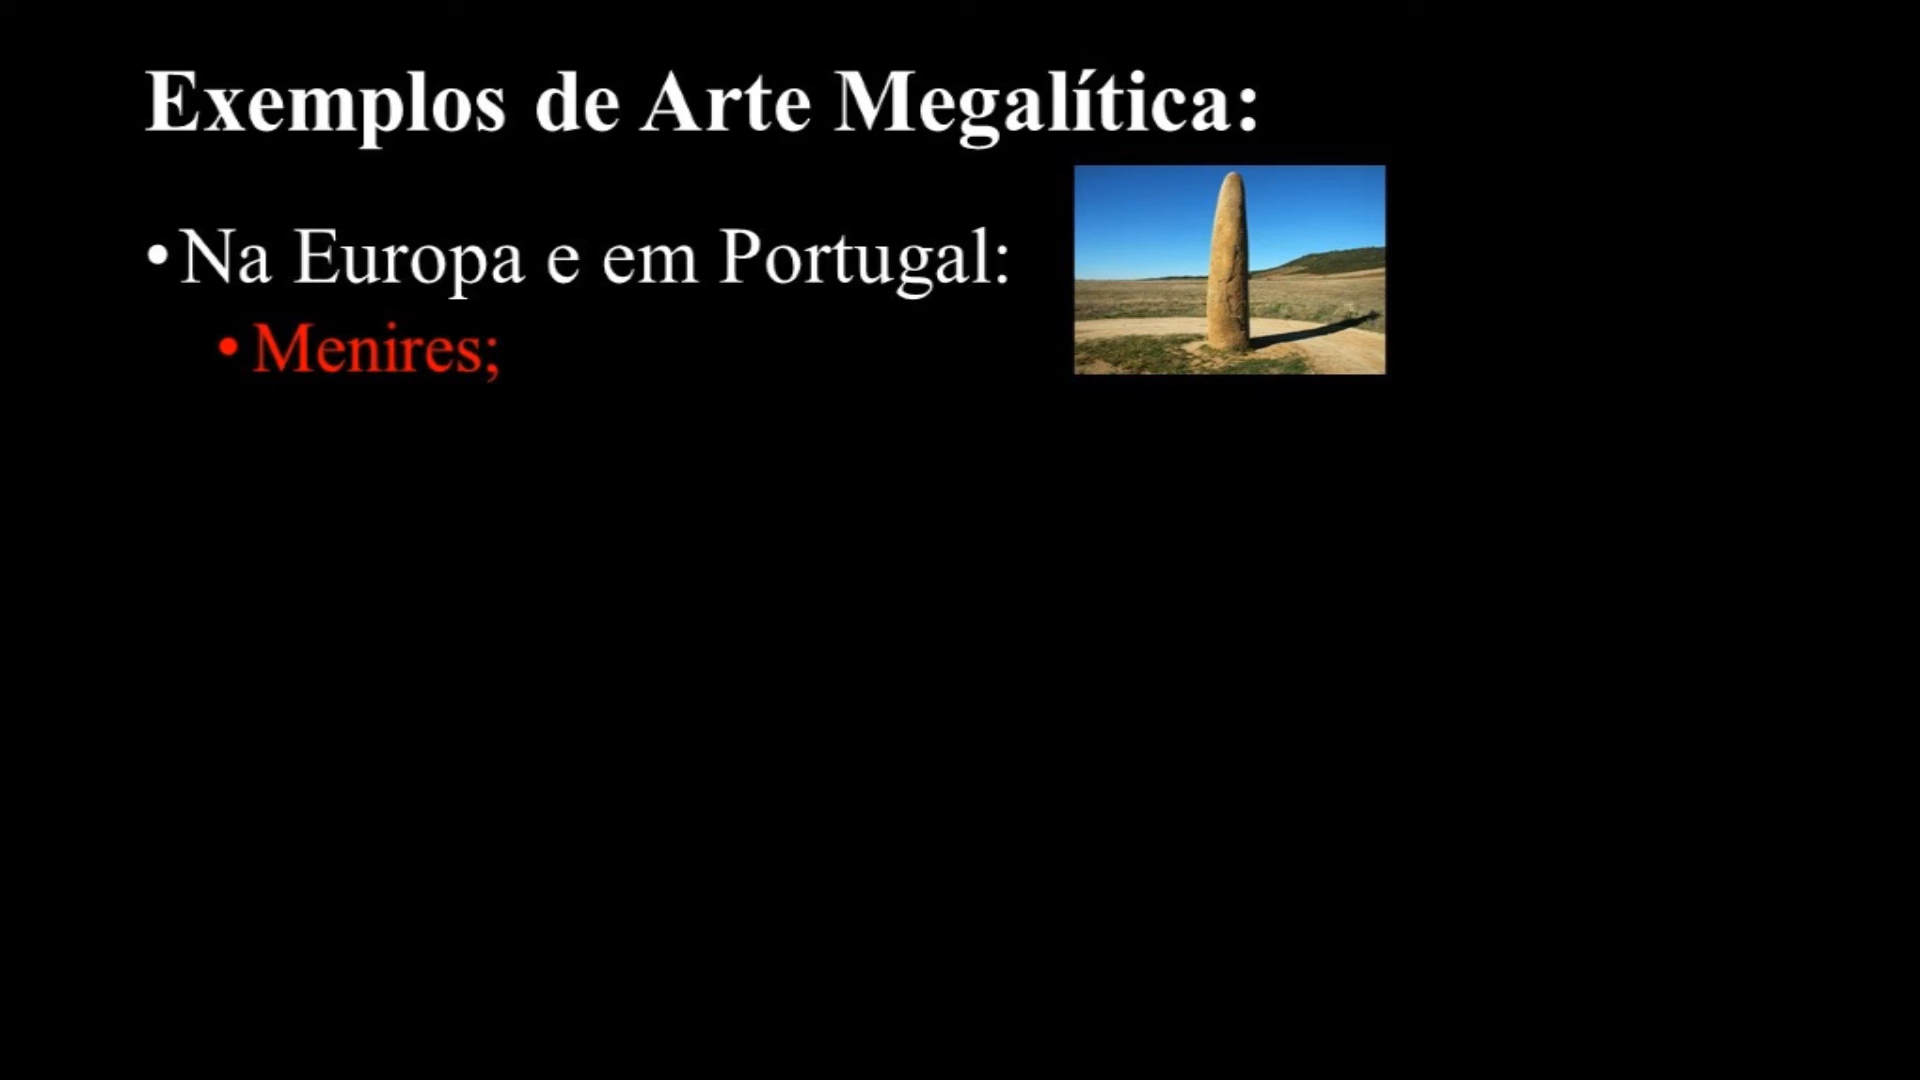 Exemplos de Arte Megalítica:
•Na Europa e em Portugal:
•Menires;